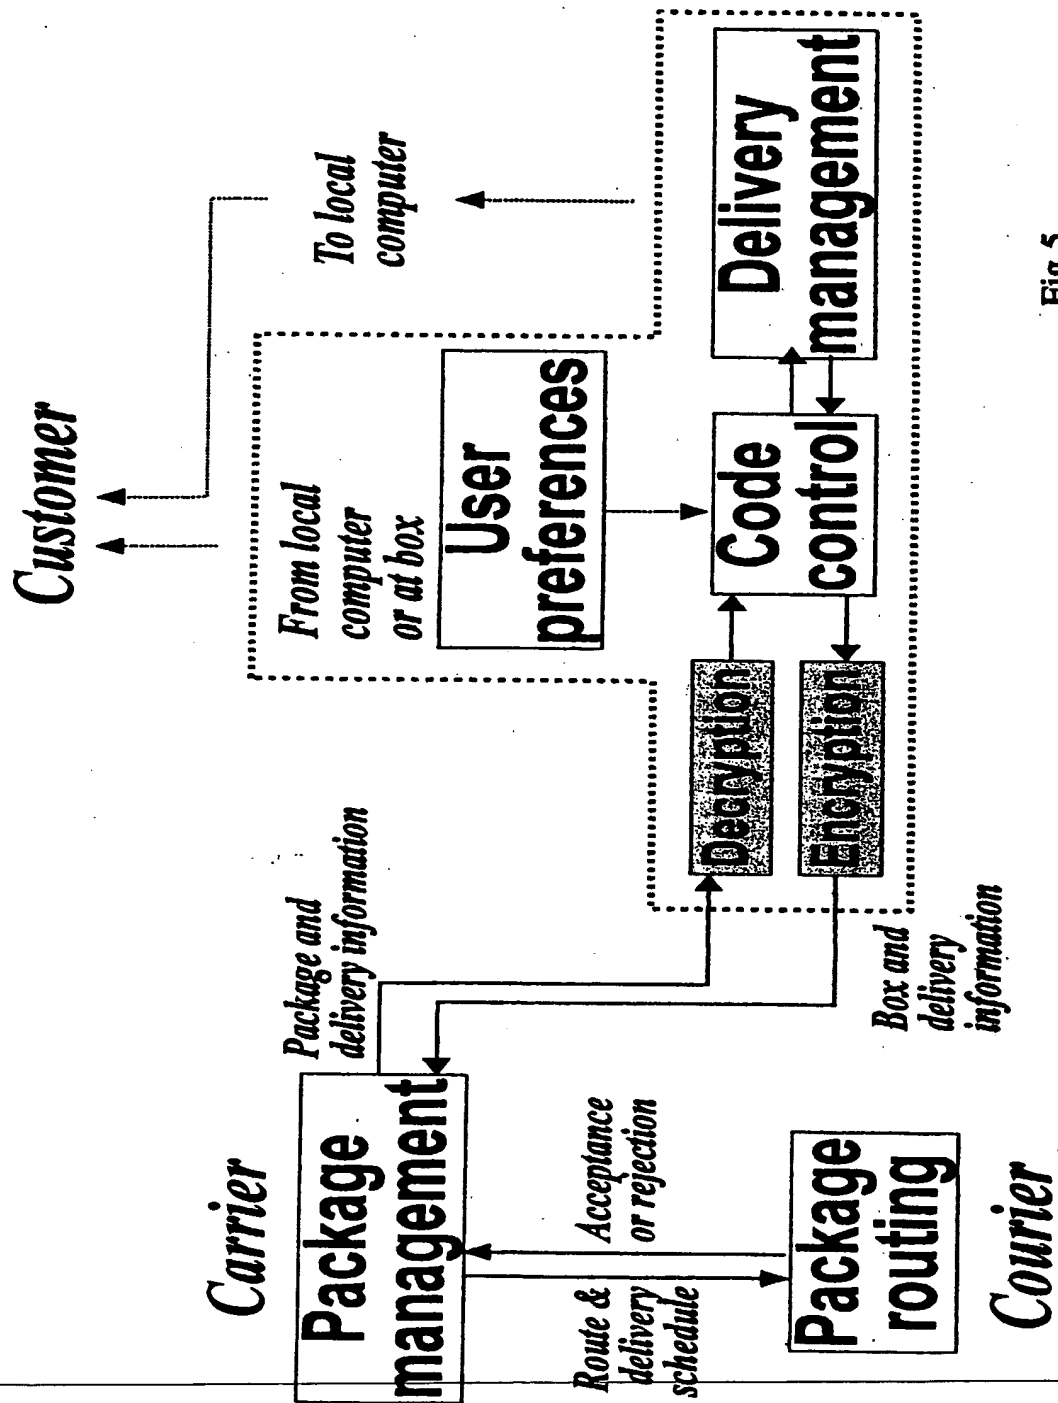 Carrier
Package
management
Package and
delivery information
Route &
delivery
schedule
Acceptance
or rejection
Package
routing
Courier
Box and
delivery
information
Customer
From local
computer
or at box
User
preferences
To local
computer
Decryption
Encryption
Code
control
Delivery
management
Fig 5